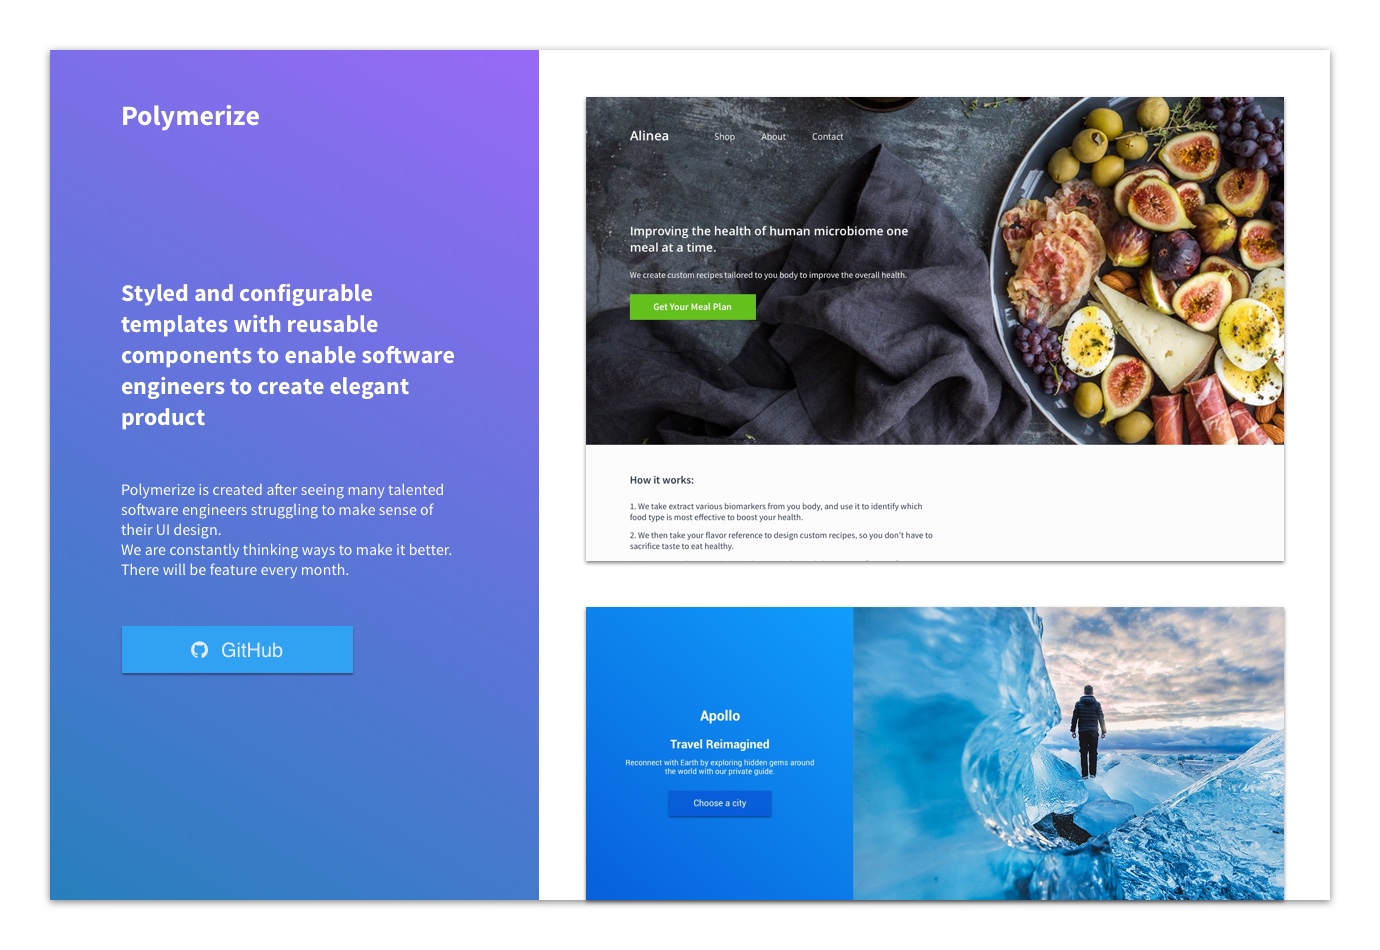 Polymerize
Styled and configurable
templates with reusable
components to enable software
engineers to create elegant
product
Polymerize is created after seeing many talented
software engineers struggling to make sense of
their UI design.
We are constantly thinking ways to make it better.
There will be feature every month.
GitHub
Alinea Shop About Contact
Improving the health of human microbiome one
meal at a time.
We create custom recipes tailored to you body to improve the overall health.
Get Your Meal Plan
How it works:
1. We take extract various biomarkers from you body, and use it to identify which
food type is most effective to boost your health.
2. We then take your flavor reference to design custom recipes, so you don't have to
sacrifice taste to eat healthy.
Apollo
Travel Reimagined
Reconnect with Earth by exploring hidden gems around
the world with our private guide.
Choose a city